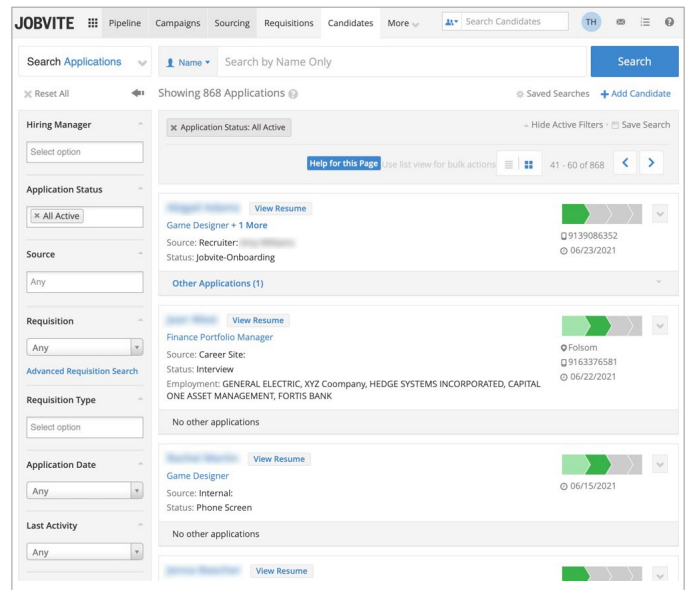 JOBVITE Pipeline Campaigns Sourcing Requisitions Candidates More Search Candidates TH
Search Applications Name Search by Name Only Search
Reset All Showing 868 Applications Saved Searches + Add Candidate
Hiring Manager
Select option
Application Status
× All Active
Source
Any
Requisition
Any
Advanced Requisition Search
Requisition Type
Select option
Application Date
Any
Last Activity
Any
× Application Status: All Active Hide Active Filters Save Search
Help for this Page Use list view for bulk actions 41 - 60 of 868
View Resume
Game Designer + 1 More
Source: Recruiter:
Status: Jobvite-Onboarding
9139086352
06/23/2021
Other Applications (1)
View Resume
Finance Portfolio Manager
Source: Career Site:
Status: Interview
Employment: GENERAL ELECTRIC, XYZ Coompany, HEDGE SYSTEMS INCORPORATED, CAPITAL
ONE ASSET MANAGEMENT, FORTIS BANK
Folsom
9163376581
06/22/2021
No other applications
View Resume
Game Designer
Source: Internal:
Status: Phone Screen
06/15/2021
No other applications
View Resume